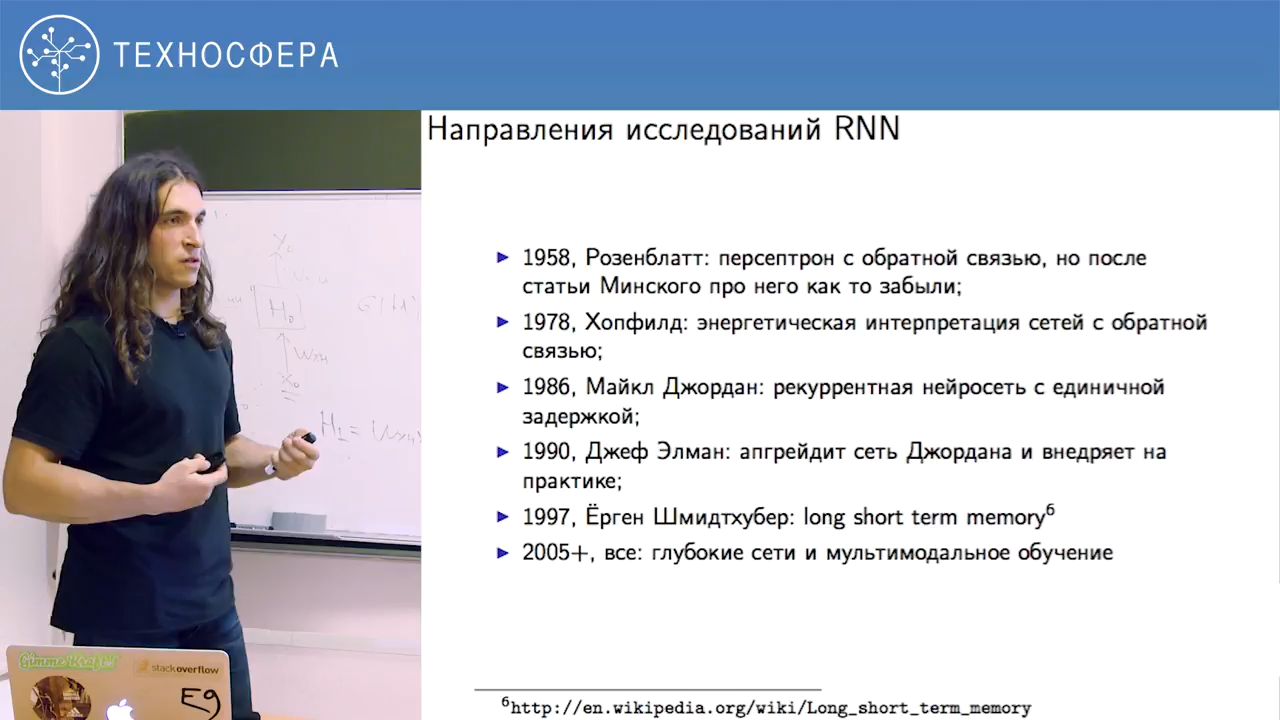 ТЕХНОСФЕРА
Направления исследований RNN
► 1958, Розенблатт: персептрон с обратной связью, но после
статьи Минского про него как то забыли;
► 1978, Хопфилд: энергетическая интерпретация сетей с обратной
связью;
► 1986, Майкл Джордан: рекуррентная нейросеть с единичной
задержкой;
► 1990, Джеф Элман: апгрейдит сеть Джордана и внедряет на
практике;
► 1997, Ёрген Шмидтхубер: long short term memory⁶
► 2005+, все: глубокие сети и мультимодальное обучение
⁶http://en.wikipedia.org/wiki/Long_short_term_memory
H₀
stackoverflow